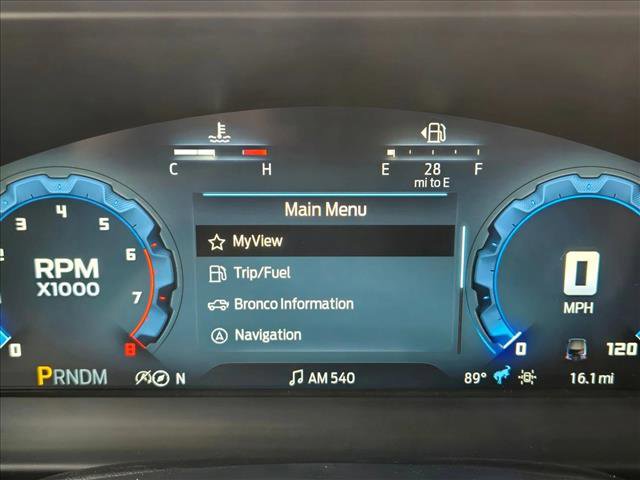 C H
E 28 F
mi to E
Main Menu
MyView
Trip/Fuel
Bronco Information
Navigation
3 4 5 6 7 8
0
RPM
X1000
0
MPH
0 120
PRNDM
N
AM 540
89°
16.1 mi